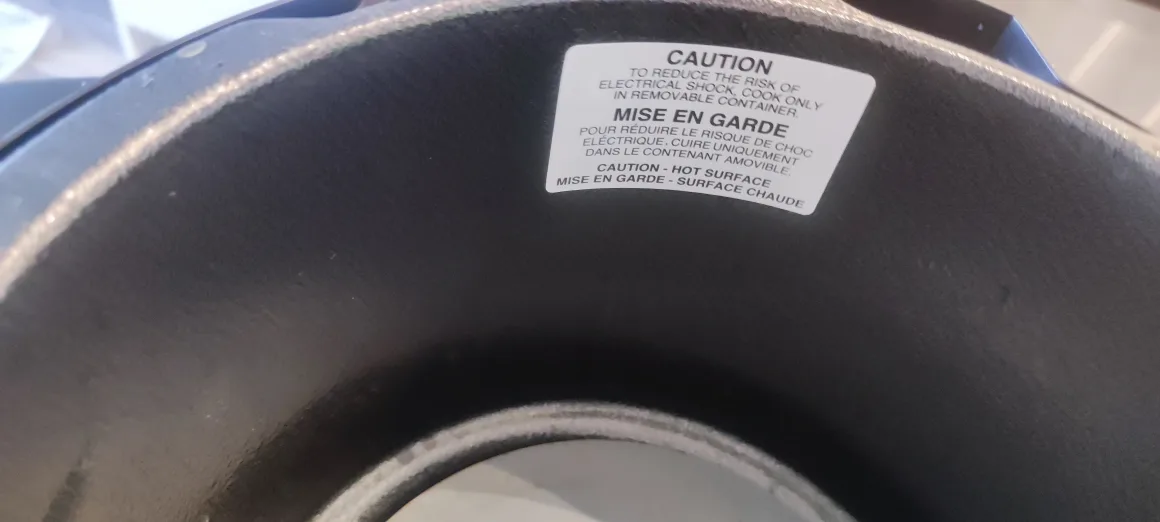 CAUTION
TO REDUCE THE RISK OF
ELECTRICAL SHOCK, COOK ONLY
IN REMOVABLE CONTAINER.
MISE EN GARDE
POUR RÉDUIRE LE RISQUE DE CHOC
ÉLECTRIQUE, CUIRE UNIQUEMENT
DANS LE CONTENANT AMOVIBLE.
CAUTION - HOT SURFACE
MISE EN GARDE - SURFACE CHAUDE